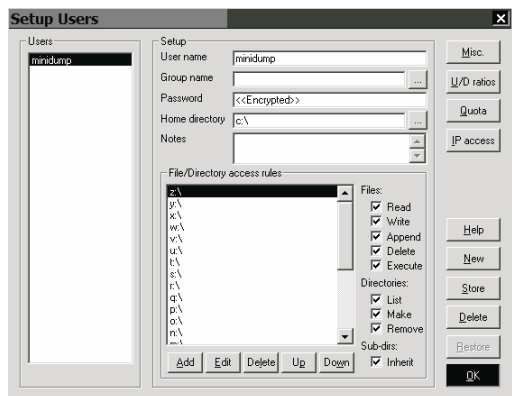 Setup Users
Users
minidump
Setup
User name
minidump
Group name
...
Password
<<Encrypted>>
Home directory
c:\
...
Notes
File/Directory access rules
z:\
y:\
x:\
w:\
v:\
u:\
t:\
s:\
r:\
q:\
p:\
o:\
n:\
m:\
Add
Edit
Delete
Up
Down
Files:
Read
Write
Append
Delete
Execute
Directories:
List
Make
Remove
Sub-dirs:
Inherit
Misc.
U/D ratios
Quota
IP access
Help
New
Store
Delete
Restore
OK